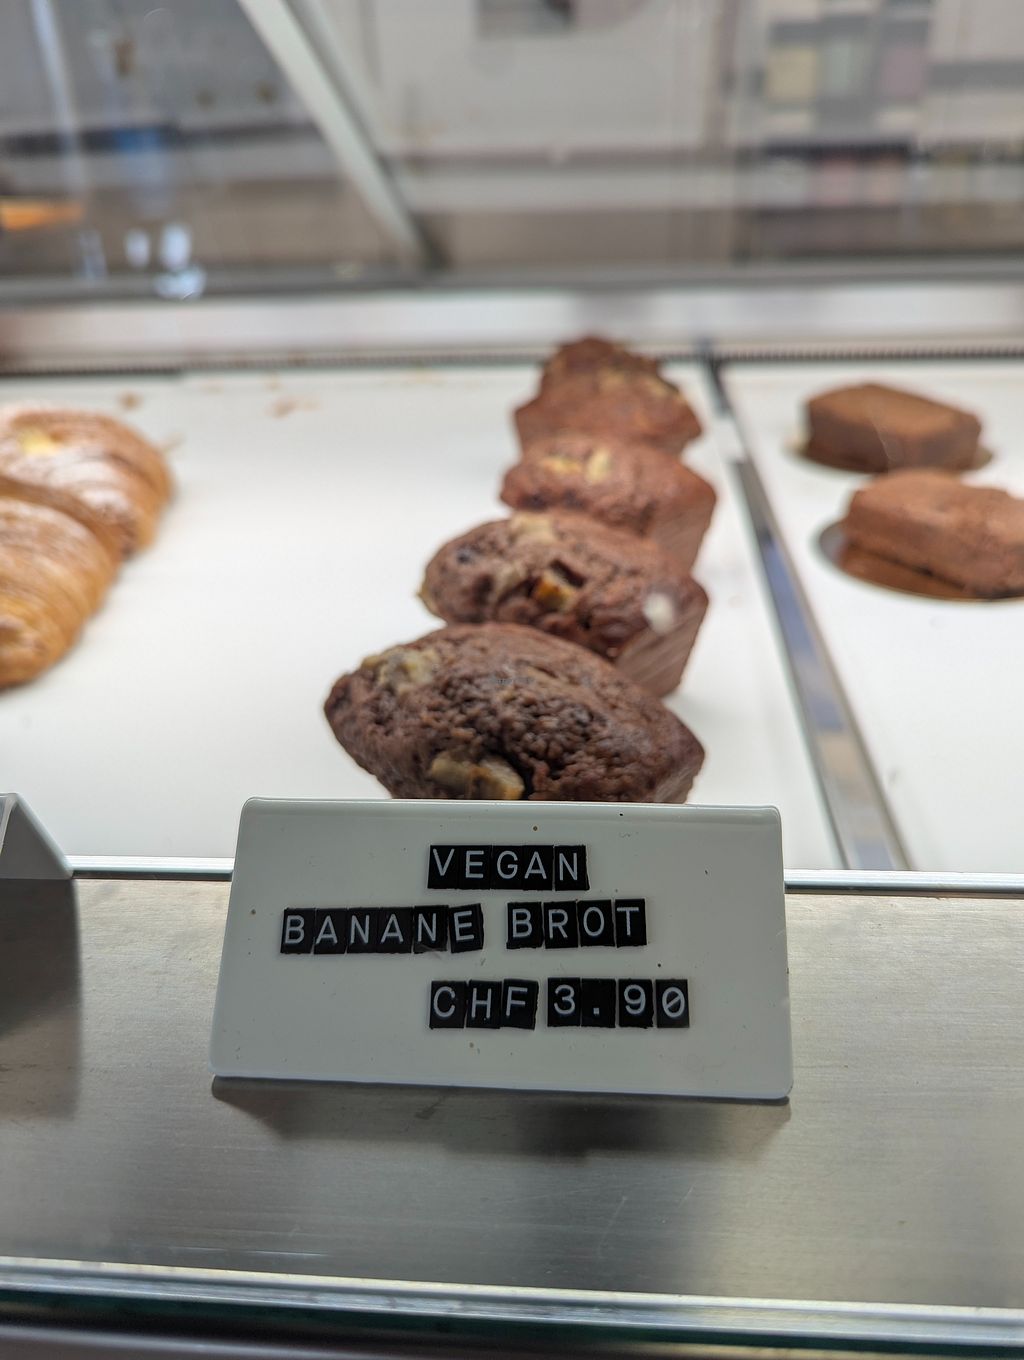 VEGAN
BANANE BROT
CHF 3.90